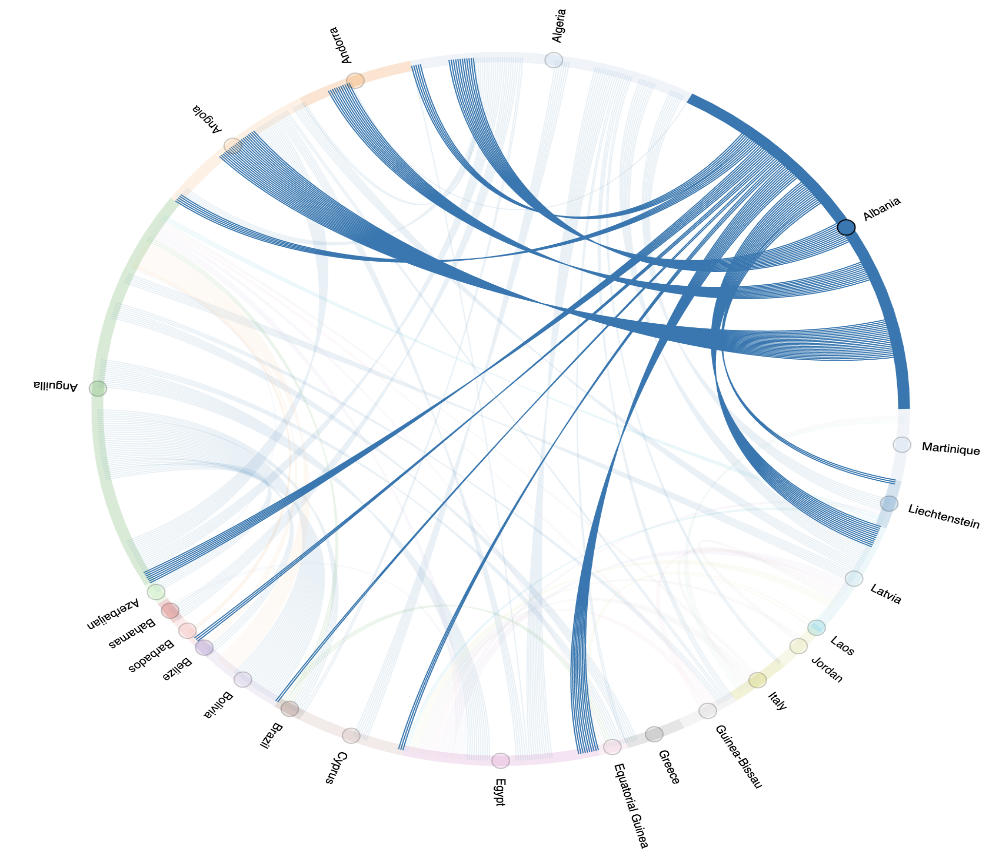 Algeria
Andorra
Angola
Albania
Anguilla
Martinique
Liechtenstein
Latvia
Azerbaijan
Bahamas
Barbados
Belize
Bolivia
Brazil
Cyprus
Egypt
Equatorial Guinea
Greece
Guinea-Bissau
Italy
Jordan
Laos